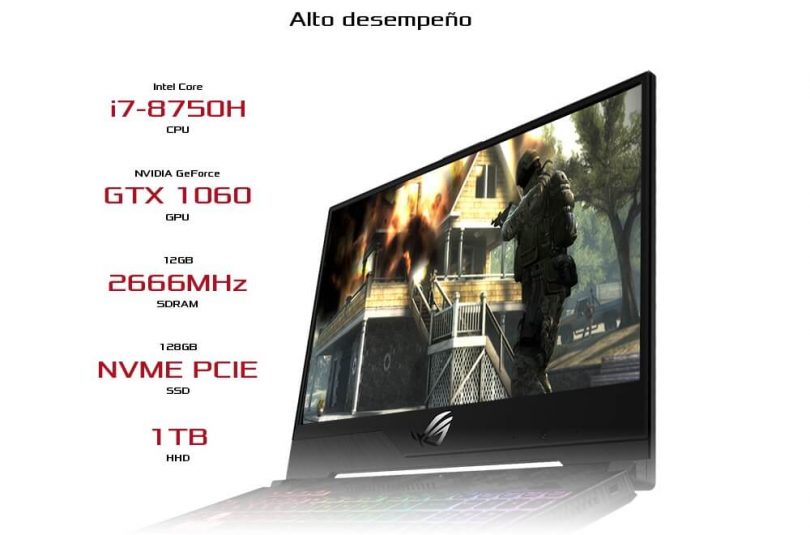 Alto desempeño
Intel Core
i7-8750H
CPU
NVIDIA GeForce
GTX 1060
GPU
12GB
2666MHz
SDRAM
128GB
NVME PCIE
SSD
1TB
HHD